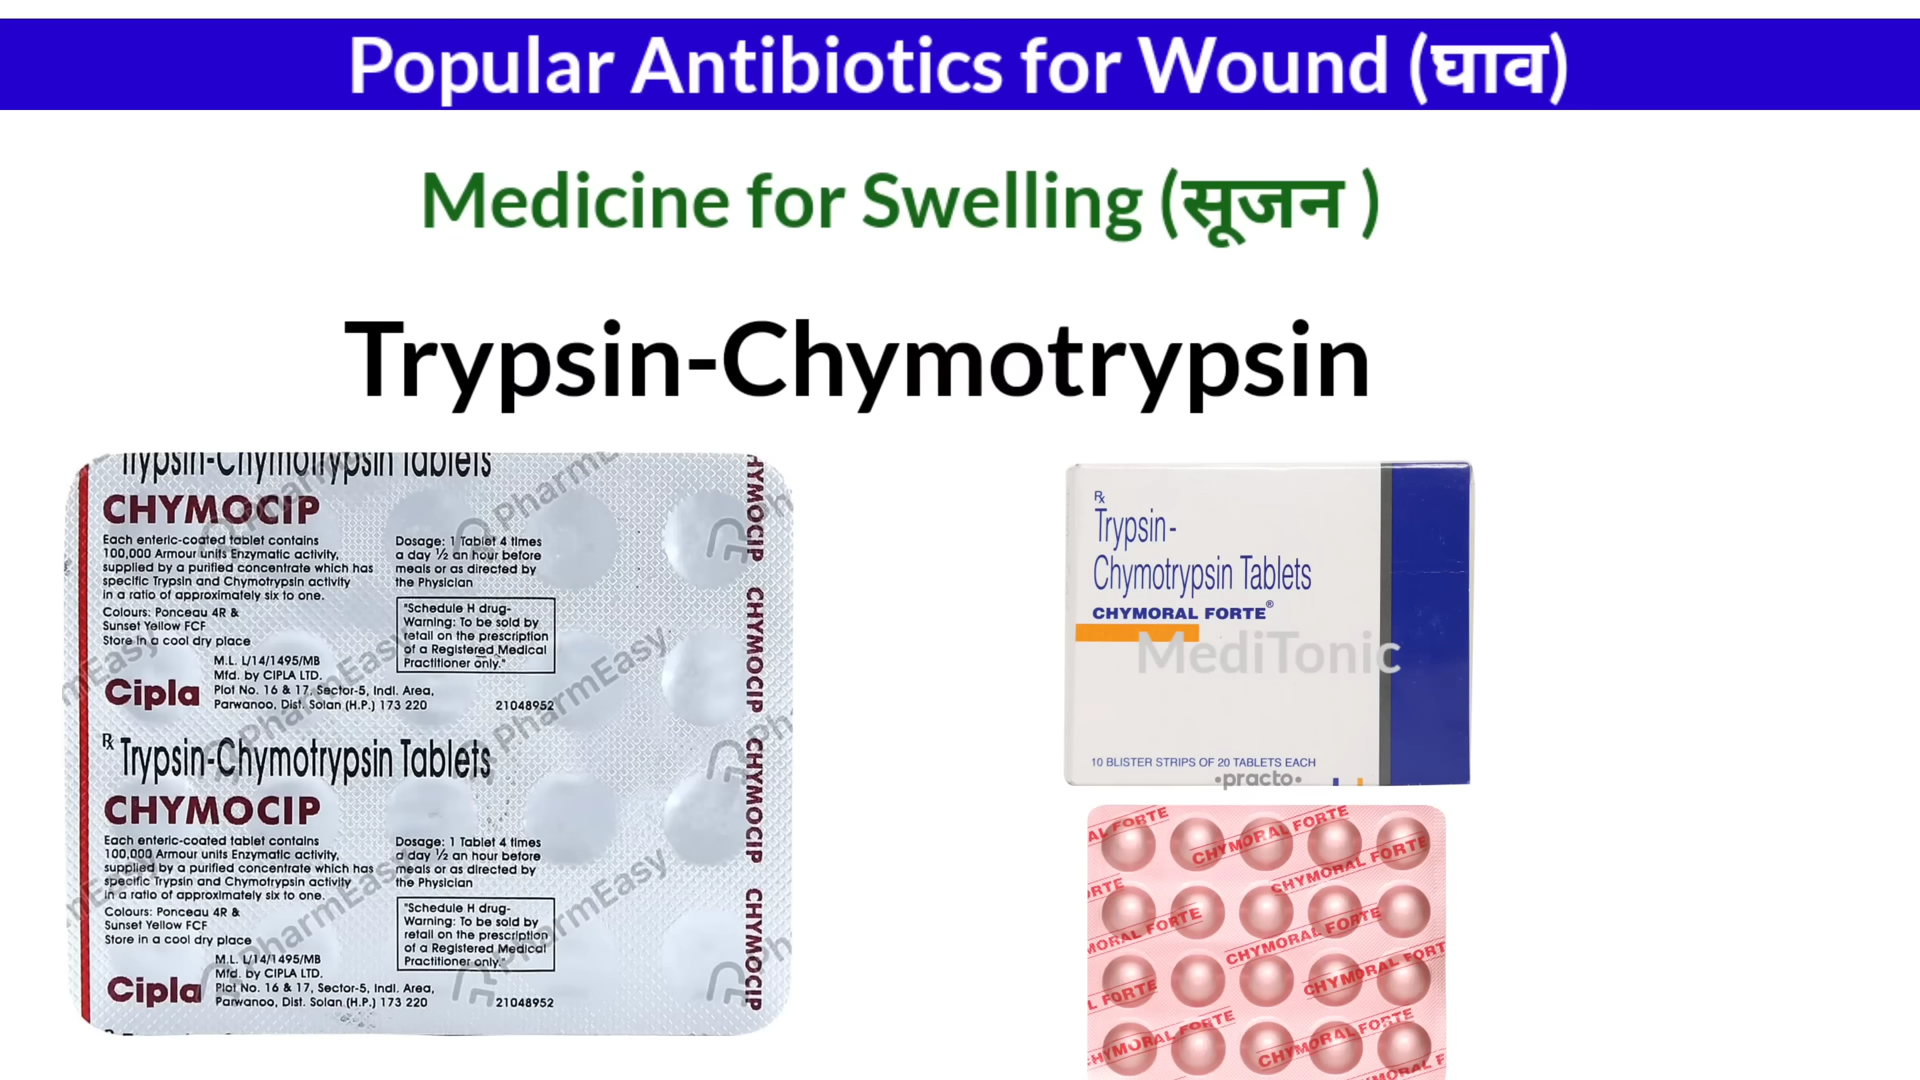 Popular Antibiotics for Wound (घाव)
Medicine for Swelling (सूजन )
Trypsin-Chymotrypsin
Trypsin-Chymotrypsin Tablets
CHYMOCIP
Each enteric-coated tablet contains
100,000 Armour units Enzymatic activity,
supplied by a purified concentrate which has
specific Trypsin and Chymotrypsin activity
in a ratio of approximately six to one.
Colours: Ponceau 4R &
Sunset Yellow FCF
Store in a cool dry place
Dosage: 1 Tablet 4 times
a day ½ an hour before
meals or as directed by
the Physician
"Schedule H drug-
Warning: To be sold by
retail on the prescription
of a Registered Medical
Practitioner only."
Cipla
M.L. L/14/1495/MB
Mfd. by CIPLA LTD.
Plot No. 16 & 17, Sector-5, Indl. Area,
Parwanoo, Dist. Solan (H.P.) 173 220
21048952
Rx Trypsin-Chymotrypsin Tablets
CHYMOCIP
Each enteric-coated tablet contains
100,000 Armour units Enzymatic activity,
supplied by a purified concentrate which has
specific Trypsin and Chymotrypsin activity
in a ratio of approximately six to one.
Colours: Ponceau 4R &
Sunset Yellow FCF
Store in a cool dry place
Dosage: 1 Tablet 4 times
a day ½ an hour before
meals or as directed by
the Physician
"Schedule H drug-
Warning: To be sold by
retail on the prescription
of a Registered Medical
Practitioner only."
Cipla
M.L. L/14/1495/MB
Mfd. by CIPLA LTD.
Plot No. 16 & 17, Sector-5, Indl. Area,
Parwanoo, Dist. Solan (H.P.) 173 220
21048952
HYMOCIP CHYMOCIP CHYMOCIP CHYMOCIP
PharmEasy
PharmEasy
PharmEasy
PharmEasy
Rx
Trypsin-
Chymotrypsin Tablets
CHYMORAL FORTE®
MediTonic
10 BLISTER STRIPS OF 20 TABLETS EACH
•practo•
AL FORTE
CHYMORAL FORTE
CHYMORAL FORTE
ORTE
MORAL FORTE
CHYMORAL FORTE
CHYMORAL FORT
L FORTE
HYMORAL FORTE
CHYMORAL FORTE
YMORAL F